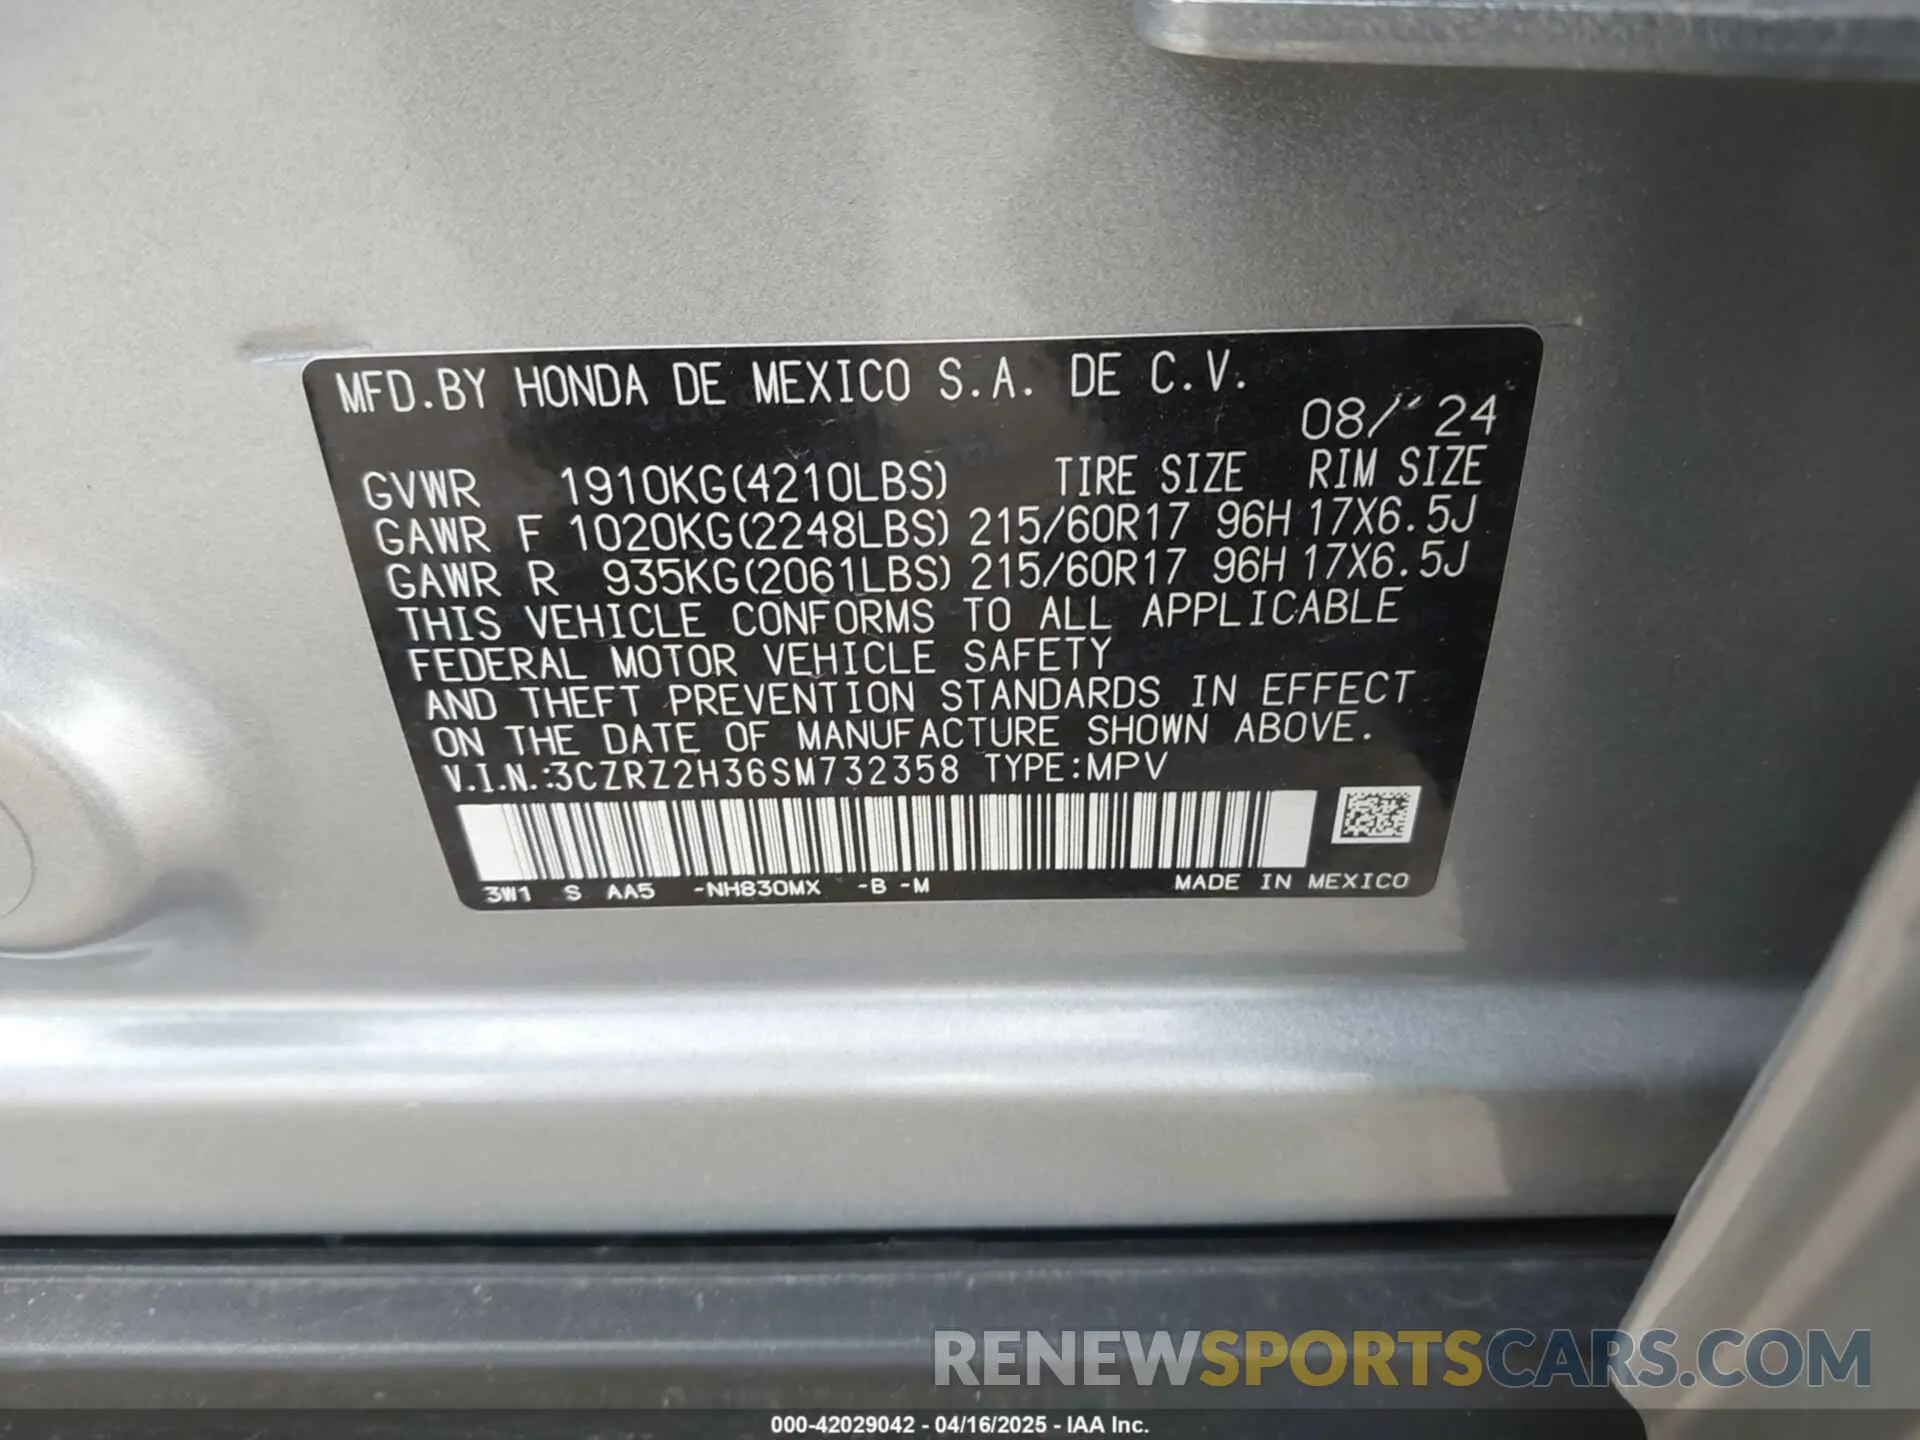 MFD.BY HONDA DE MEXICO S.A. DE C.V.
08/'24
GVWR 1910KG(4210LBS) TIRE SIZE RIM SIZE
GAWR F 1020KG(2248LBS) 215/60R17 96H 17X6.5J
GAWR R 935KG(2061LBS) 215/60R17 96H 17X6.5J
THIS VEHICLE CONFORMS TO ALL APPLICABLE
FEDERAL MOTOR VEHICLE SAFETY
AND THEFT PREVENTION STANDARDS IN EFFECT
ON THE DATE OF MANUFACTURE SHOWN ABOVE.
V.I.N.:3CZRZ2H36SM732358 TYPE:MPV
3W1 S AA5 -NH830MX -B -M MADE IN MEXICO
RENEWSPORTSCARS.COM
000-42029042 - 04/16/2025 - IAA Inc.